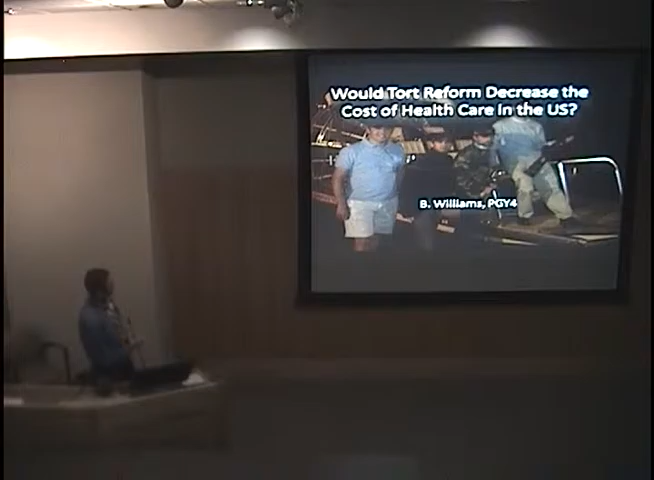 Would Tort Reform Decrease the
Cost of Health Care in the US?
B. Williams, PGY4